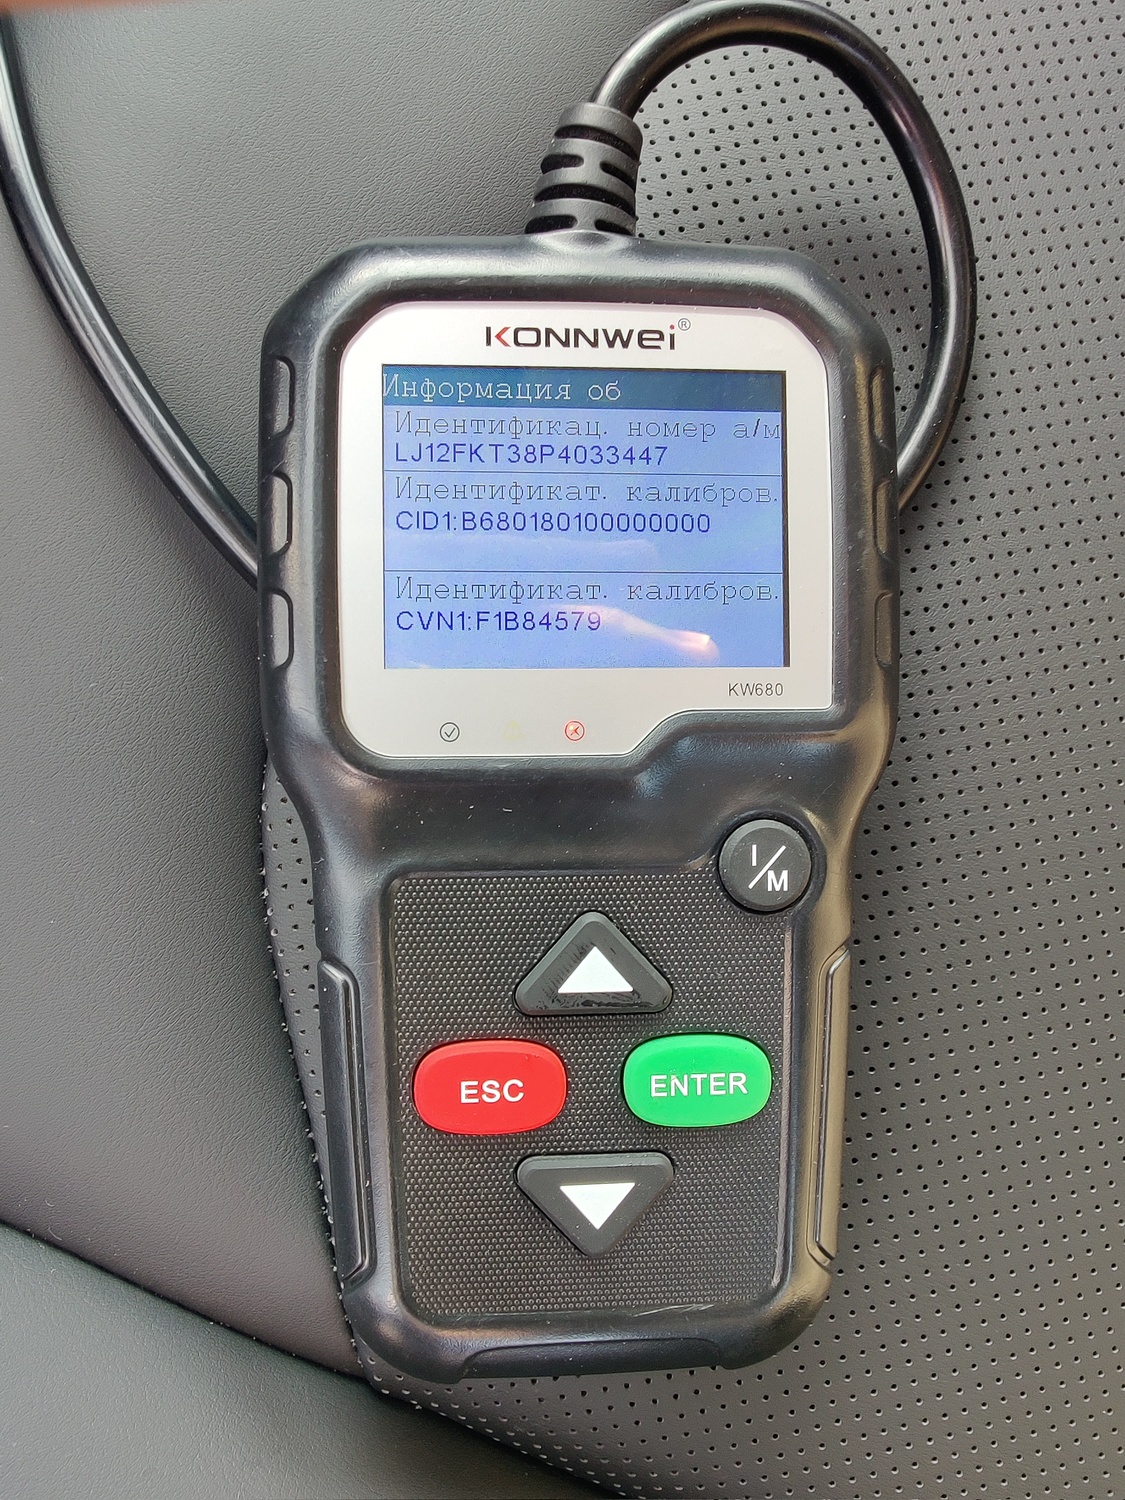 KONNWEI®
Информация об
Идентификац. номер а/м
LJ12FKT38P4033447
Идентификат. калибров.
CID1:B680180100000000
Идентификат. калибров.
CVN1:F1B84579
KW680
I/M
ESC
ENTER